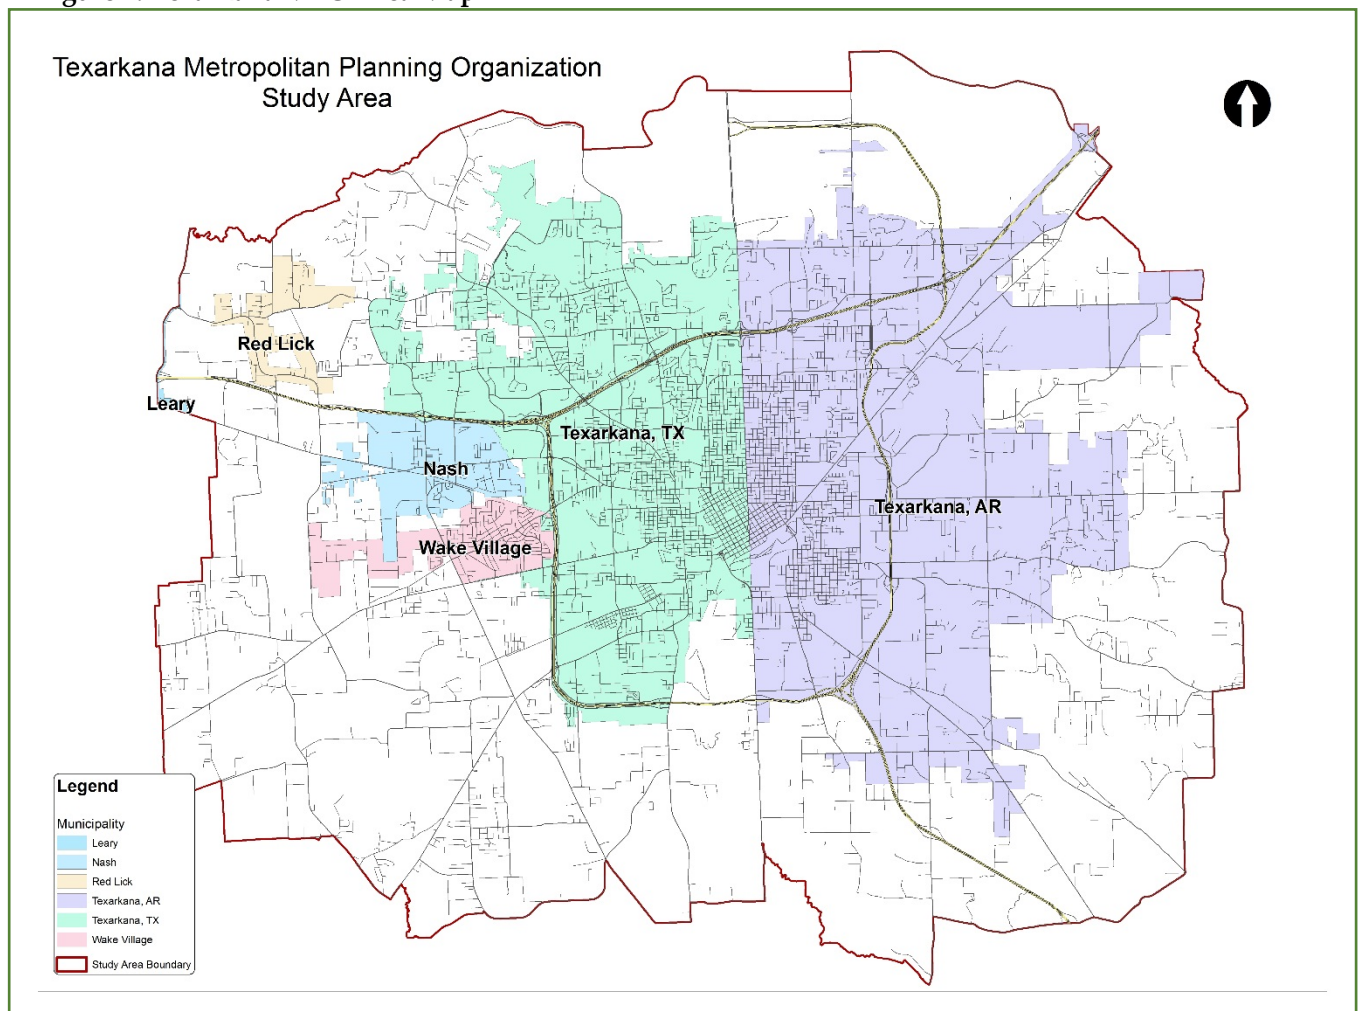 Texarkana Metropolitan Planning Organization
Study Area
Red Lick
Leary
Texarkana, TX
Nash
Texarkana, AR
Wake Village
Legend
Municipality
Leary
Nash
Red Lick
Texarkana, AR
Texarkana, TX
Wake Village
Study Area Boundary